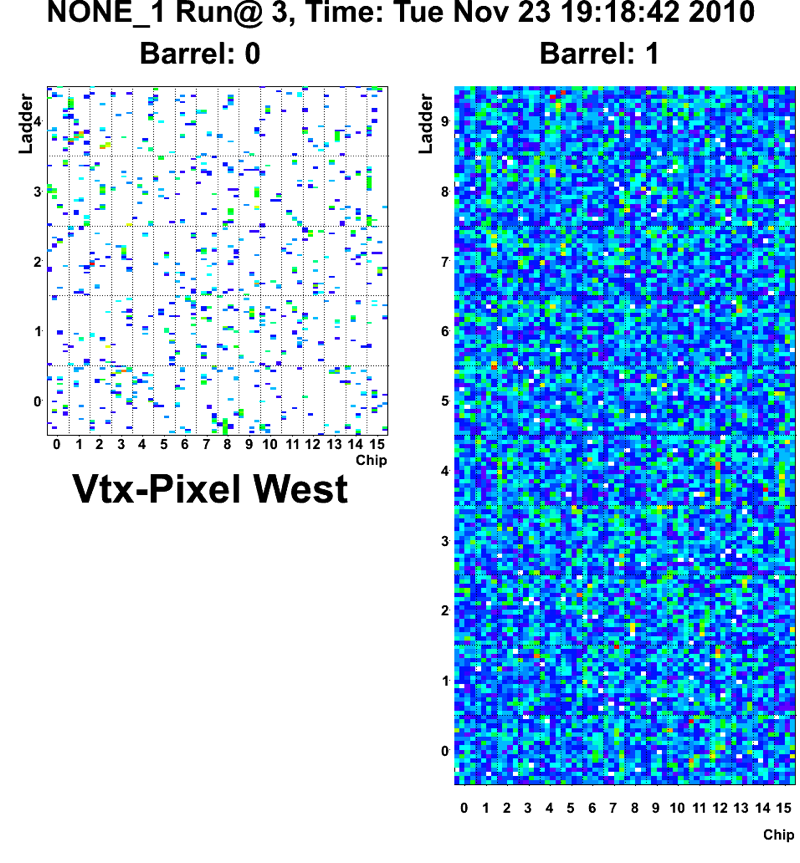 NONE_1 Run@ 3, Time: Tue Nov 23 19:18:42 2010
Barrel: 0
Ladder
4
3
2
1
0
0 1 2 3 4 5 6 7 8 9 10 11 12 13 14 15
Chip
Vtx-Pixel West
Barrel: 1
Ladder
9
8
7
6
5
4
3
2
1
0
0 1 2 3 4 5 6 7 8 9 10 11 12 13 14 15
Chip